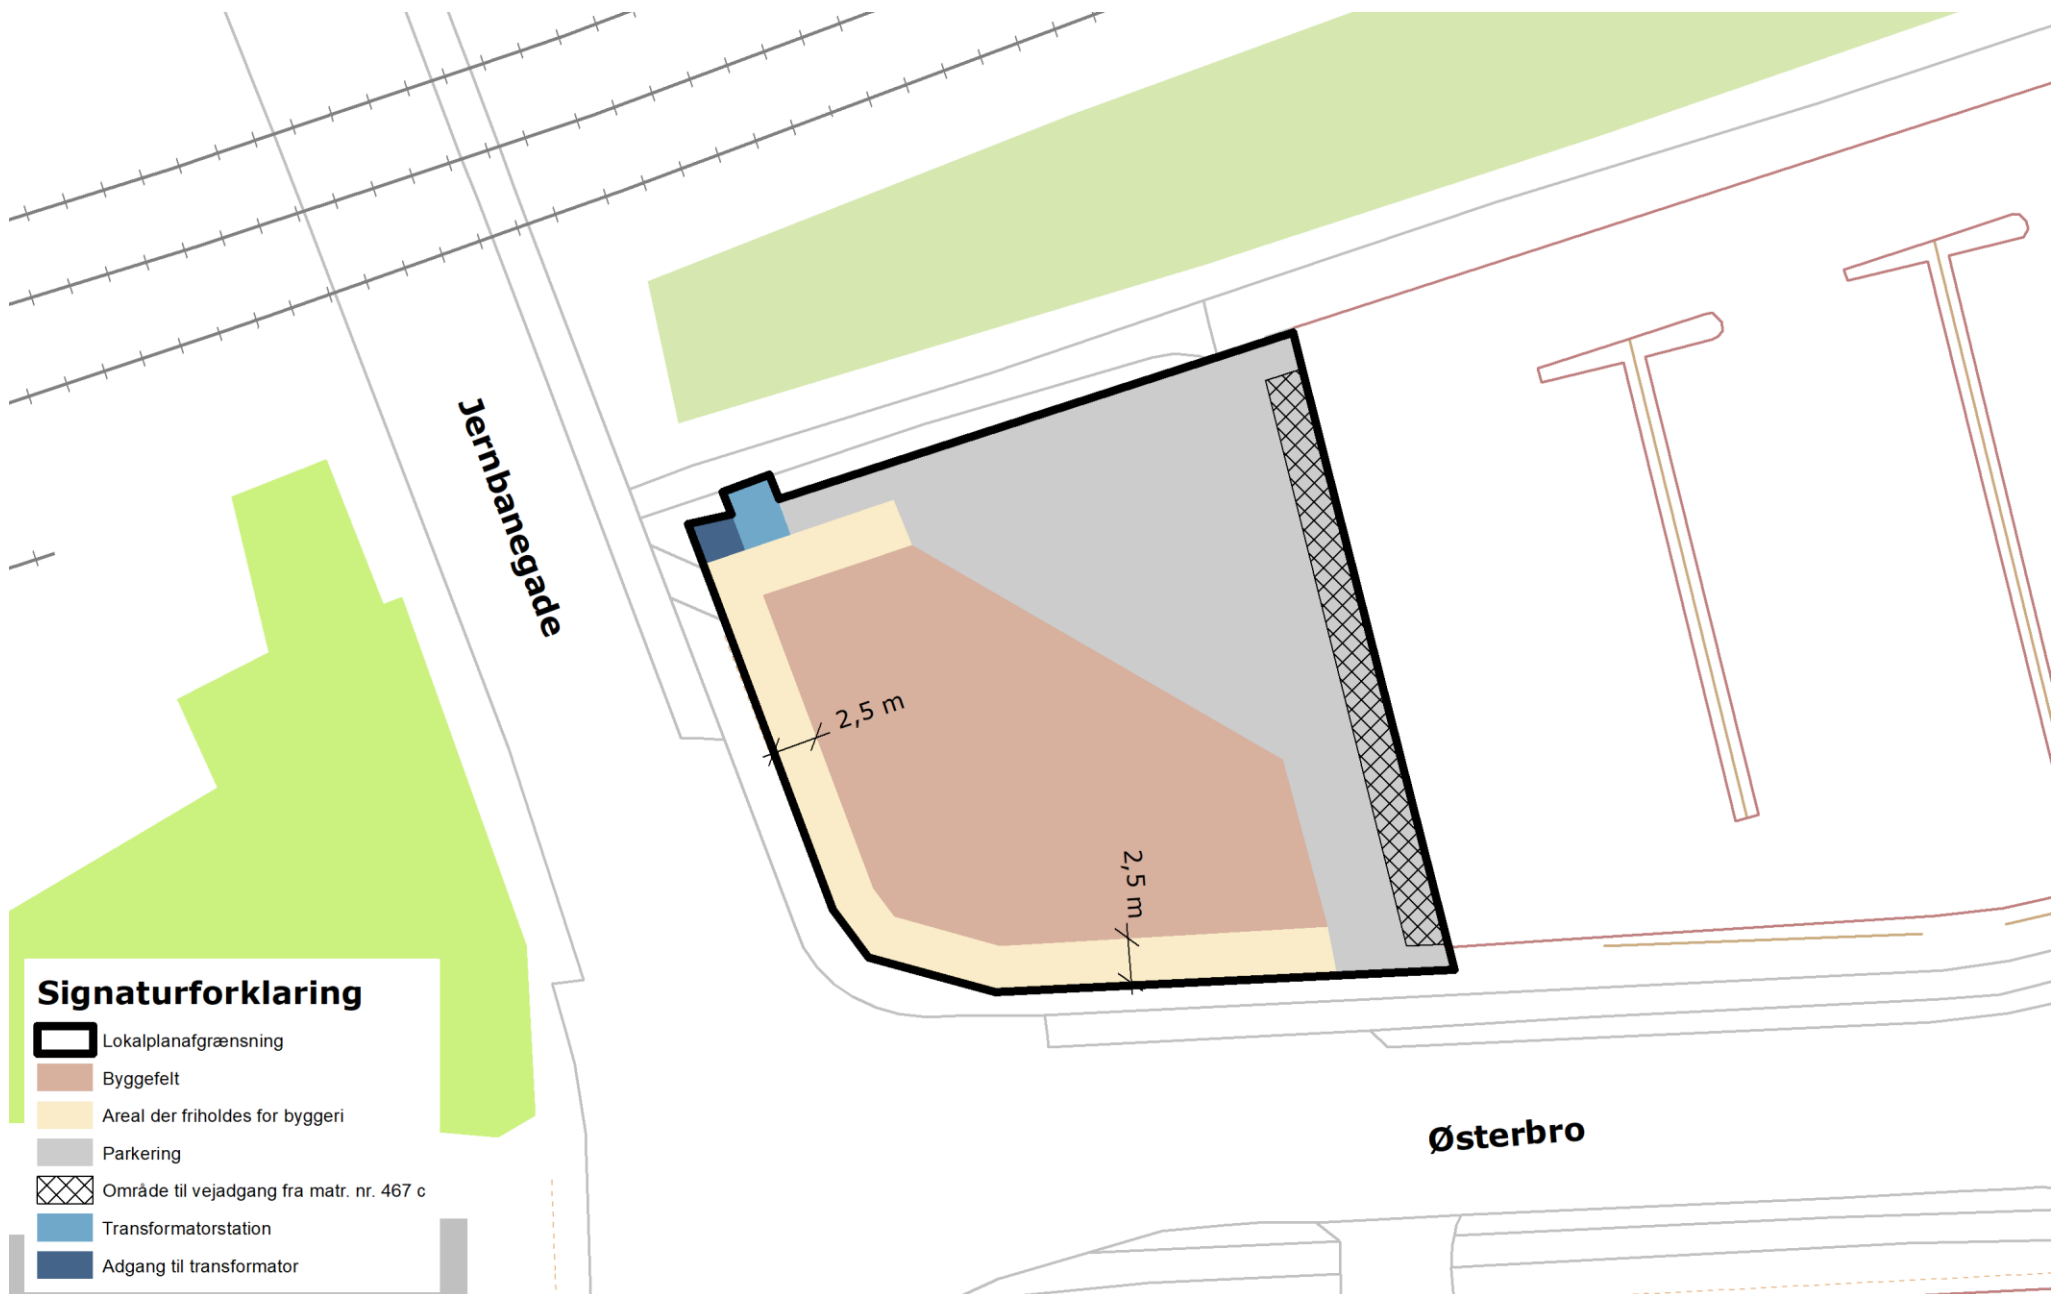 Jernbanegade
2,5 m
2,5 m
Østerbro
Signaturforklaring
Lokalplanafgrænsning
Byggefelt
Areal der friholdes for byggeri
Parkering
Område til vejadgang fra matr. nr. 467 c
Transformatorstation
Adgang til transformator